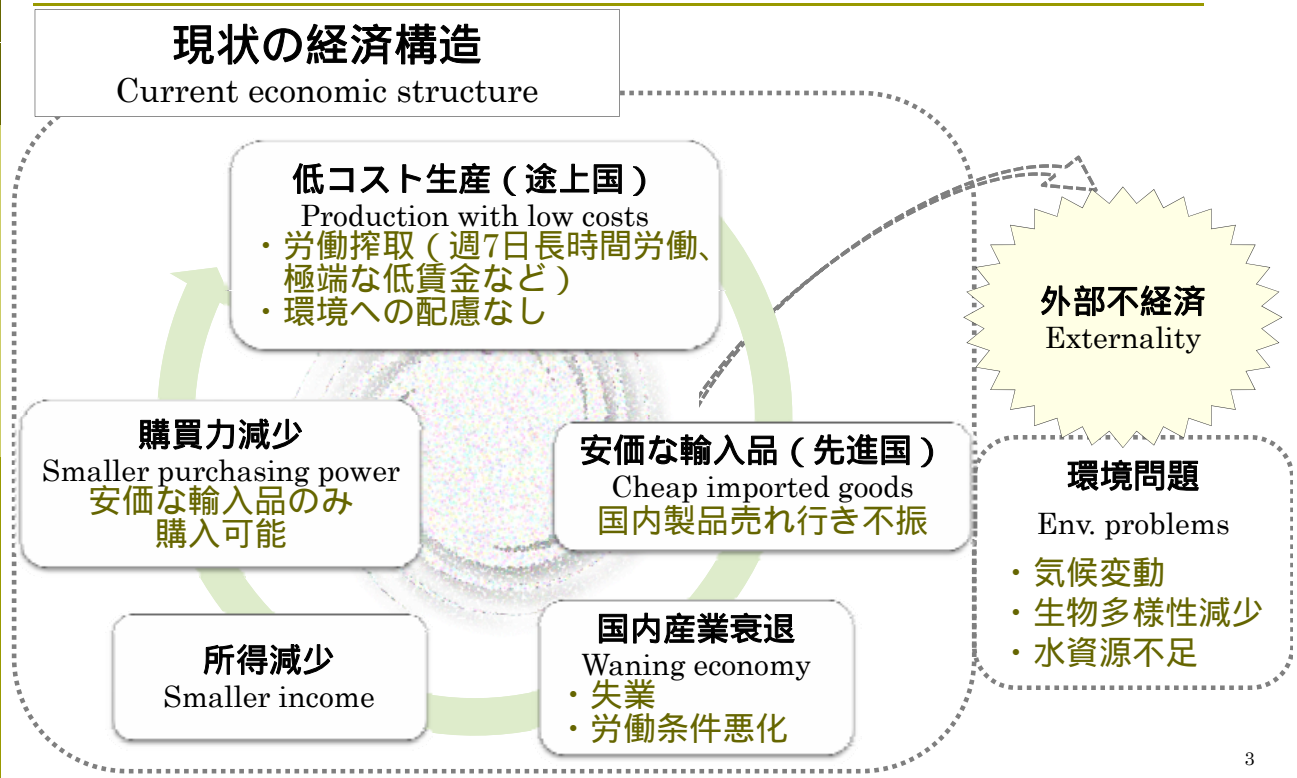 現状の経済構造
Current economic structure
低コスト生産（途上国）
Production with low costs
・労働搾取（週7日長時間労働、
極端な低賃金など）
・環境への配慮なし
外部不経済
Externality
購買力減少
Smaller purchasing power
安価な輸入品のみ
購入可能
安価な輸入品（先進国）
Cheap imported goods
国内製品売れ行き不振
環境問題
Env. problems
・気候変動
・生物多様性減少
・水資源不足
所得減少
Smaller income
国内産業衰退
Waning economy
・失業
・労働条件悪化
3